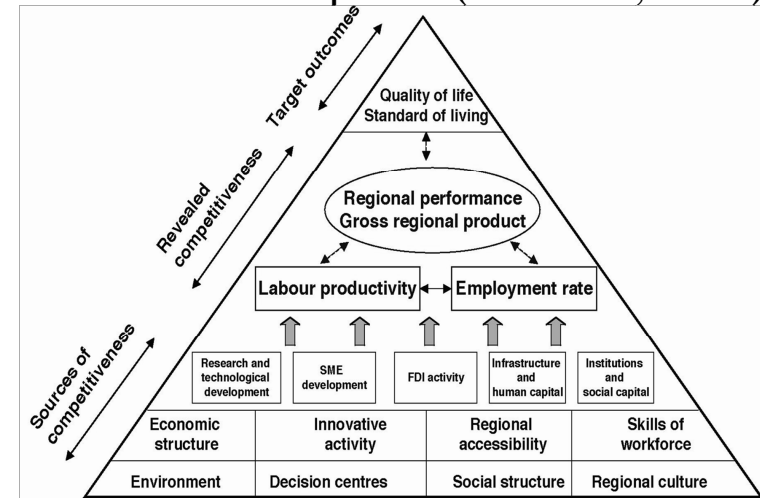 Target outcomes
Quality of life
Standard of living
Revealed
competitiveness
Regional performance
Gross regional product
Labour productivity
Employment rate
Sources of
competitiveness
Research and
technological
development
SME
development
FDI activity
Infrastructure
and
human capital
Institutions
and
social capital
Economic
structure
Innovative
activity
Regional
accessibility
Skills of
workforce
Environment
Decision centres
Social structure
Regional culture